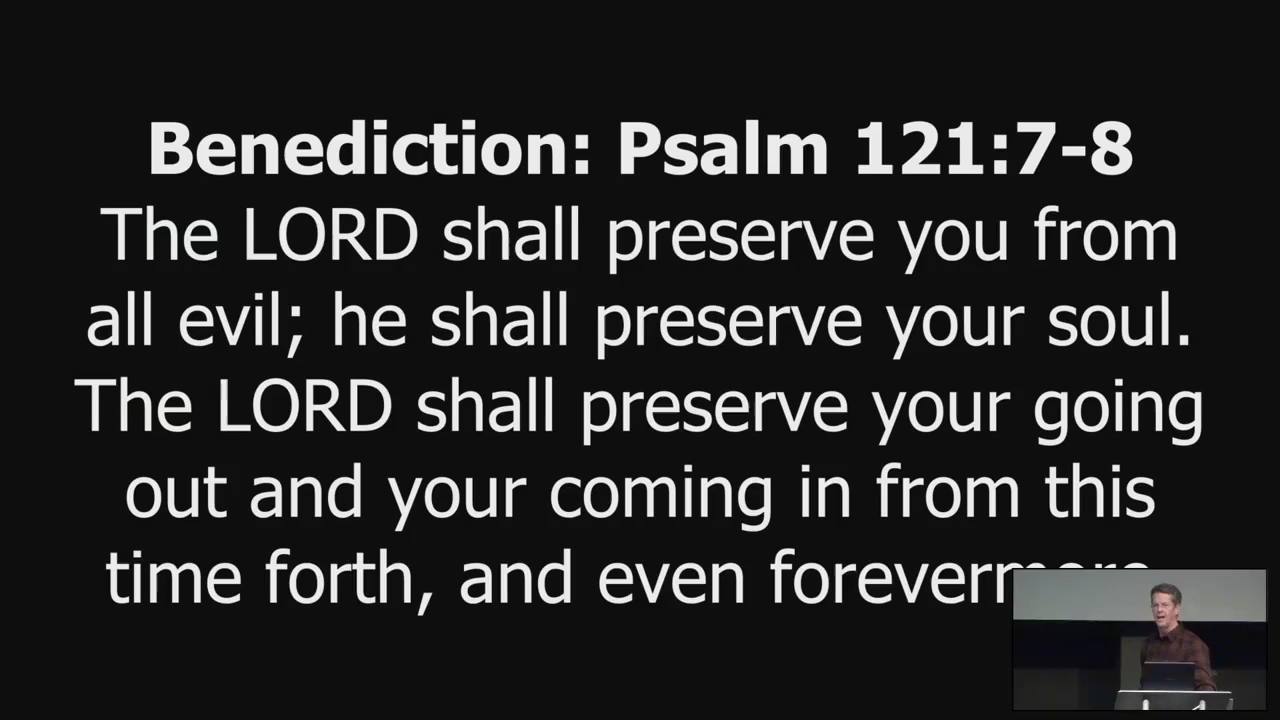 Benediction: Psalm 121:7-8
The LORD shall preserve you from
all evil; he shall preserve your soul.
The LORD shall preserve your going
out and your coming in from this
time forth, and even forevermore